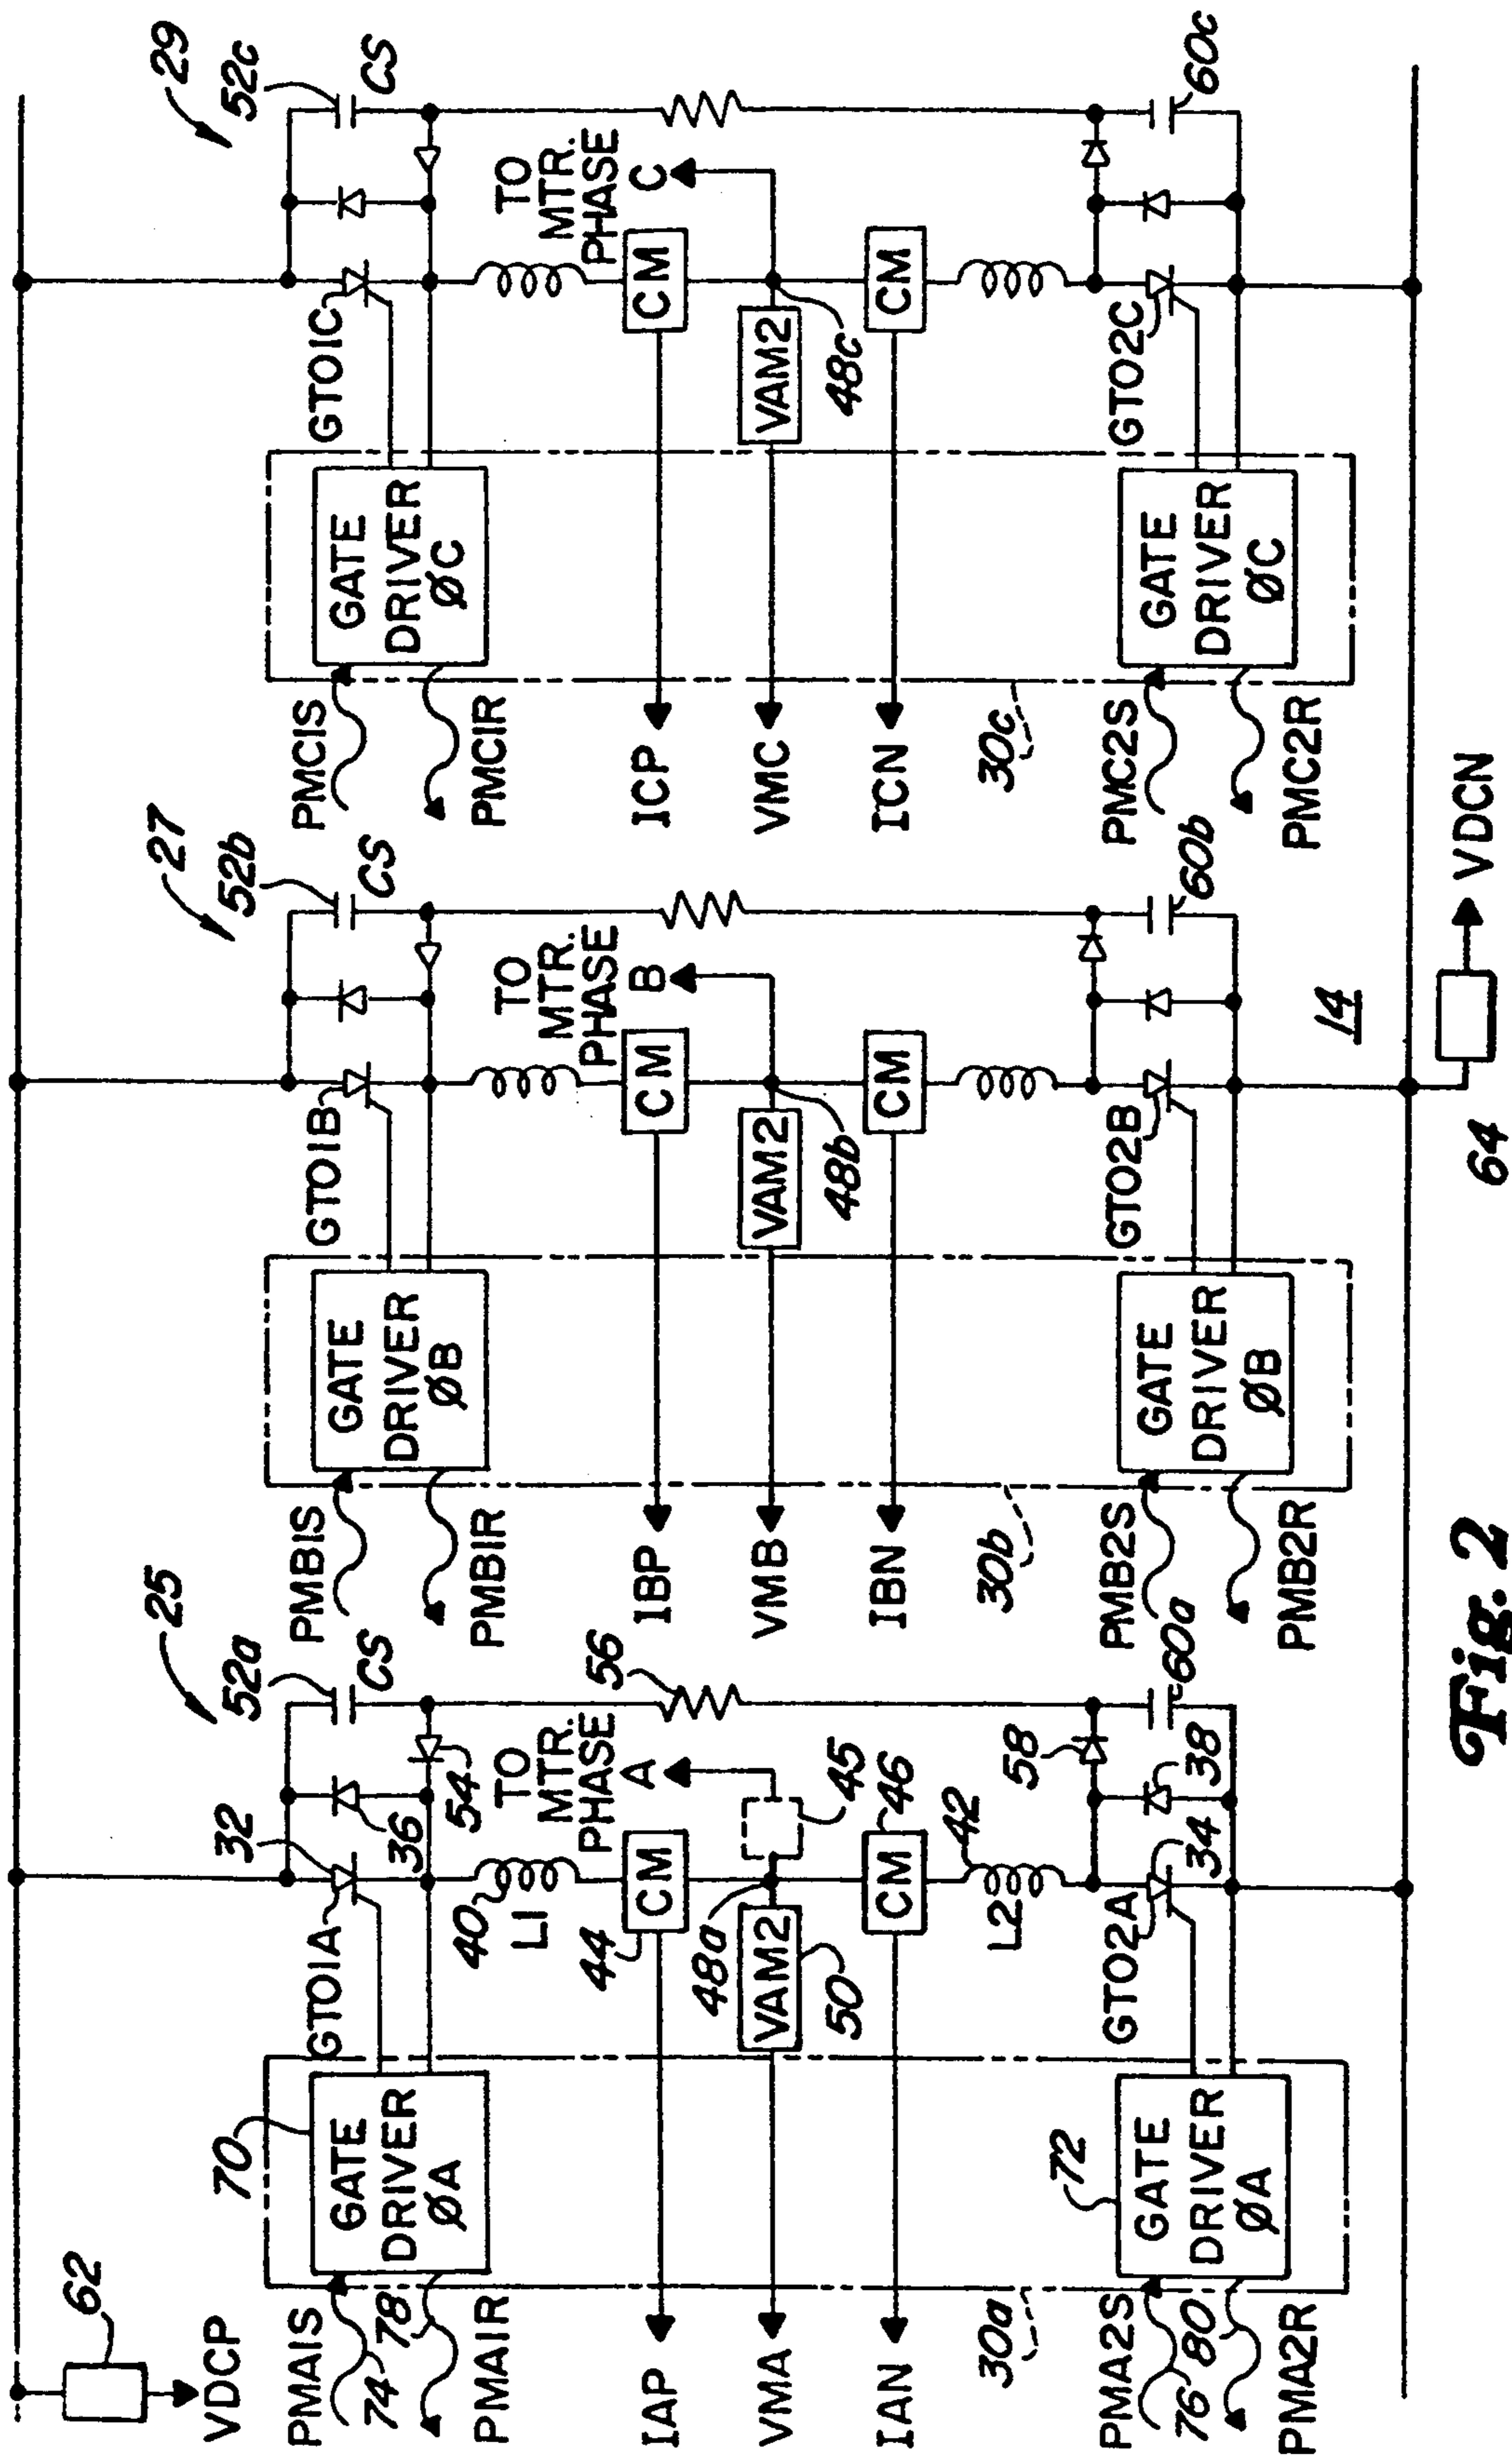 62
VDCP
25
27
29
52a
52b
52c
CS
CS
CS
32
36
54
70
GTO1A
GTO1B
GTO1C
GATE
DRIVER
ØA
GATE
DRIVER
ØB
GATE
DRIVER
ØC
PMA1S
74
78
PMA1R
PMB1S
PMB1R
PMC1S
PMC1R
40
L1
44
TO
MTR.
PHASE
A
TO
MTR.
PHASE
B
TO
MTR.
PHASE
C
56
CM
CM
CM
IAP
IBP
ICP
48a
48b
48c
45
VAM2
VAM2
VAM2
50
VMA
VMB
VMC
CM
CM
CM
46
IAN
IBN
ICN
42
L2
30a
30b
30c
58
72
GTO2A
GTO2B
GTO2C
34
38
60a
60b
60c
GATE
DRIVER
ØA
GATE
DRIVER
ØB
GATE
DRIVER
ØC
PMA2S
76
80
PMA2R
PMB2S
PMB2R
PMC2S
PMC2R
14
64
VDCN
Fig. 2